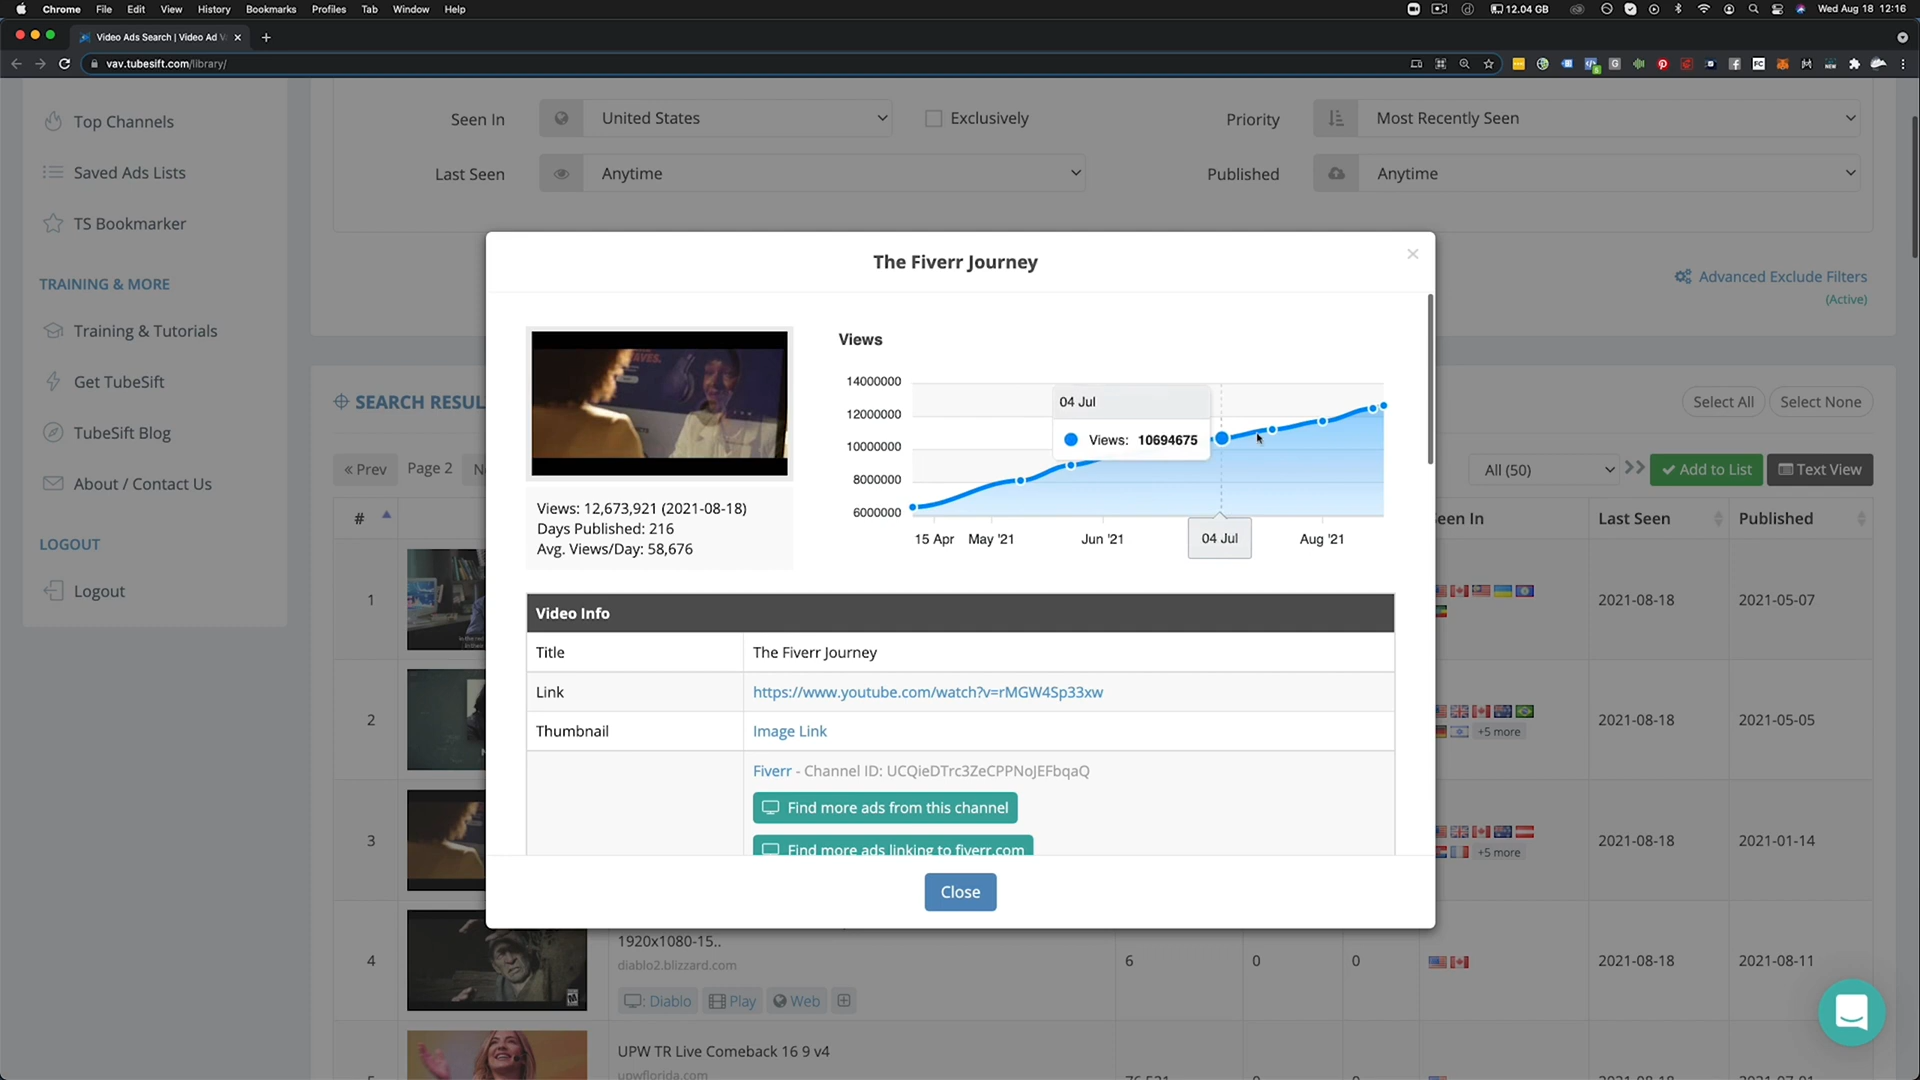 Chrome File Edit View History Bookmarks Profiles Tab Window Help
12.04 GB
Wed Aug 18 12:16
Video Ads Search | Video Ad
vav.tubesift.com/library/
Top Channels
Saved Ads Lists
TS Bookmarker
TRAINING & MORE
Training & Tutorials
Get TubeSift
TubeSift Blog
About / Contact Us
LOGOUT
Logout
Seen In United States Exclusively Priority Most Recently Seen
Last Seen Anytime Published Anytime
Advanced Exclude Filters
(Active)
SEARCH RESUL
Select All Select None
« Prev Page 2
All (50) Add to List Text View
# een In Last Seen Published
The Fiverr Journey
×
Views: 12,673,921 (2021-08-18)
Days Published: 216
Avg. Views/Day: 58,676
Views
14000000
12000000
10000000
8000000
6000000
04 Jul
Views: 10694675
15 Apr May '21 Jun '21 04 Jul Aug '21
Video Info
Title The Fiverr Journey
Link https://www.youtube.com/watch?v=rMGW4Sp33xw
Thumbnail Image Link
Fiverr - Channel ID: UCQieDTrc3ZeCPPNoJEFbqaQ
Find more ads from this channel
Find more ads linking to fiverr.com
Close
1 2021-08-18 2021-05-07
2 +5 more 2021-08-18 2021-05-05
3 +5 more 2021-08-18 2021-01-14
4 1920x1080-15..
diablo2.blizzard.com
6 0 0 2021-08-18 2021-08-11
: Diablo Play Web
UPW TR Live Comeback 16 9 v4
upwflorida.com